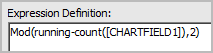 Expression Definition:
Mod(running-count([CHARTFIELD1]),2)